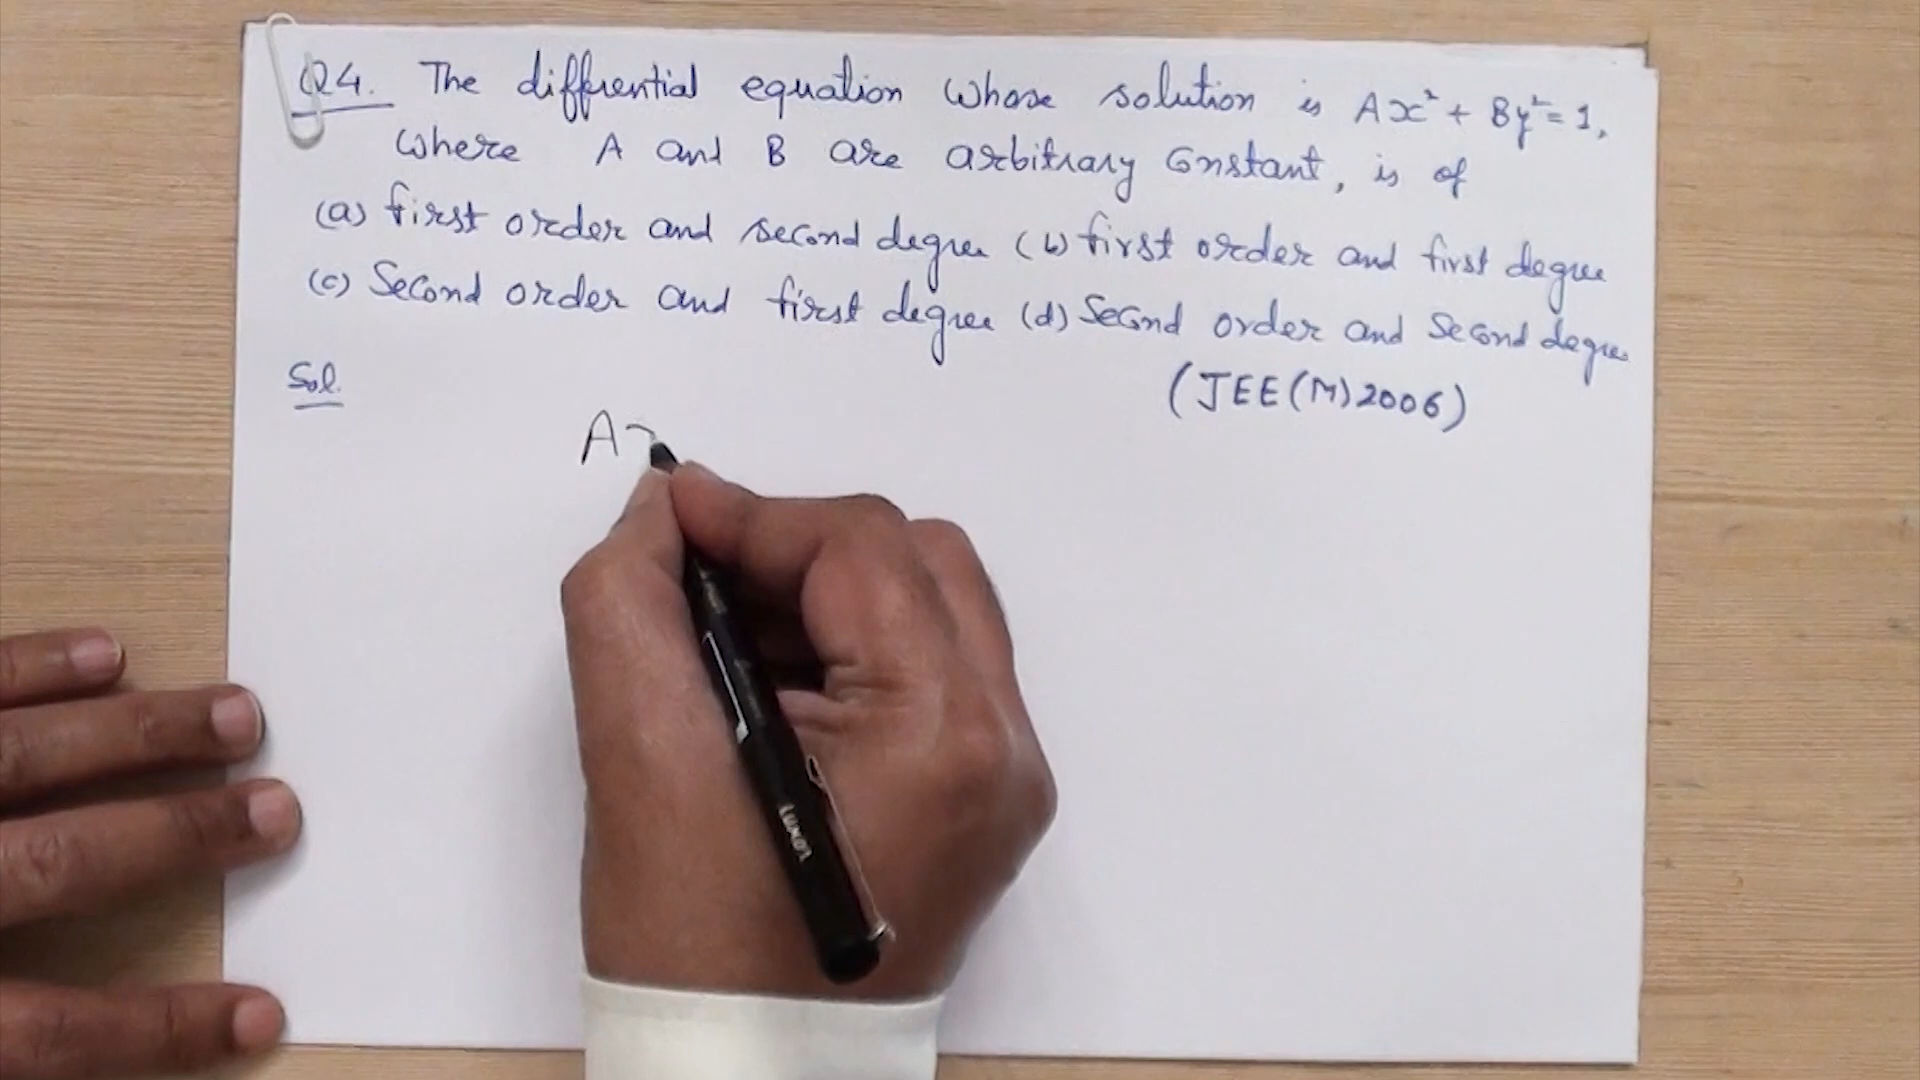 Q4. The diffrential equation whose solution is Ax² + By² = 1,
where A and B are arbitrary Constant, is of
(a) first order and second degree (b) first order and first degree
(c) Second order and first degree (d) Second order and second degree
Sol.
(JEE(M)2006)
A
LUXOR